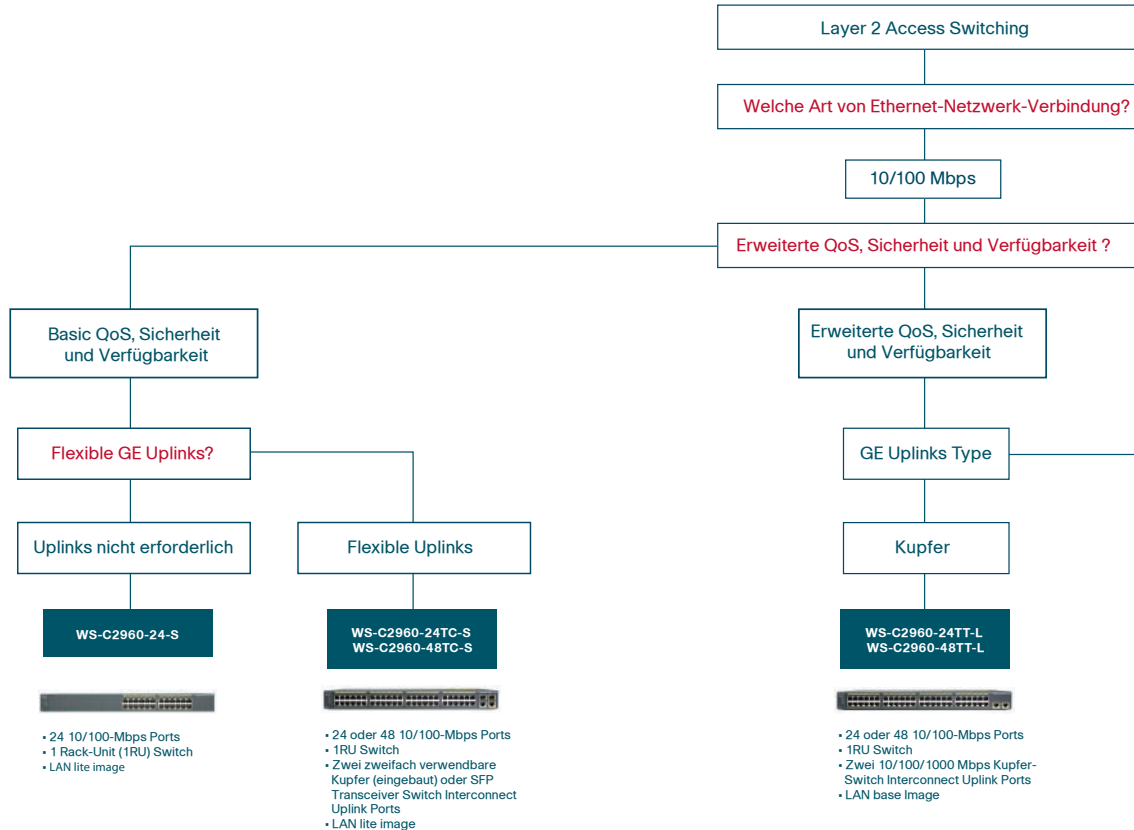 Layer 2 Access Switching
Welche Art von Ethernet-Netzwerk-Verbindung?
10/100 Mbps
Erweiterte QoS, Sicherheit und Verfügbarkeit ?
Basic QoS, Sicherheit
und Verfügbarkeit
Erweiterte QoS, Sicherheit
und Verfügbarkeit
Flexible GE Uplinks?
GE Uplinks Type
Uplinks nicht erforderlich
Flexible Uplinks
Kupfer
WS-C2960-24-S
WS-C2960-24TC-S
WS-C2960-48TC-S
WS-C2960-24TT-L
WS-C2960-48TT-L
▪ 24 10/100-Mbps Ports
▪ 1 Rack-Unit (1RU) Switch
▪ LAN lite image
▪ 24 oder 48 10/100-Mbps Ports
▪ 1RU Switch
▪ Zwei zweifach verwendbare
Kupfer (eingebaut) oder SFP
Transceiver Switch Interconnect
Uplink Ports
▪ LAN lite image
▪ 24 oder 48 10/100-Mbps Ports
▪ 1RU Switch
▪ Zwei 10/100/1000 Mbps Kupfer-
Switch Interconnect Uplink Ports
▪ LAN base Image